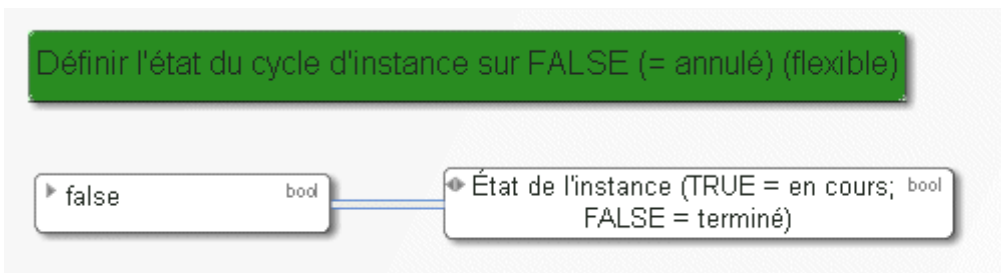 Définir l'état du cycle d'instance sur FALSE (= annulé) (flexible)
false bool
État de l'instance (TRUE = en cours; bool
FALSE = terminé)